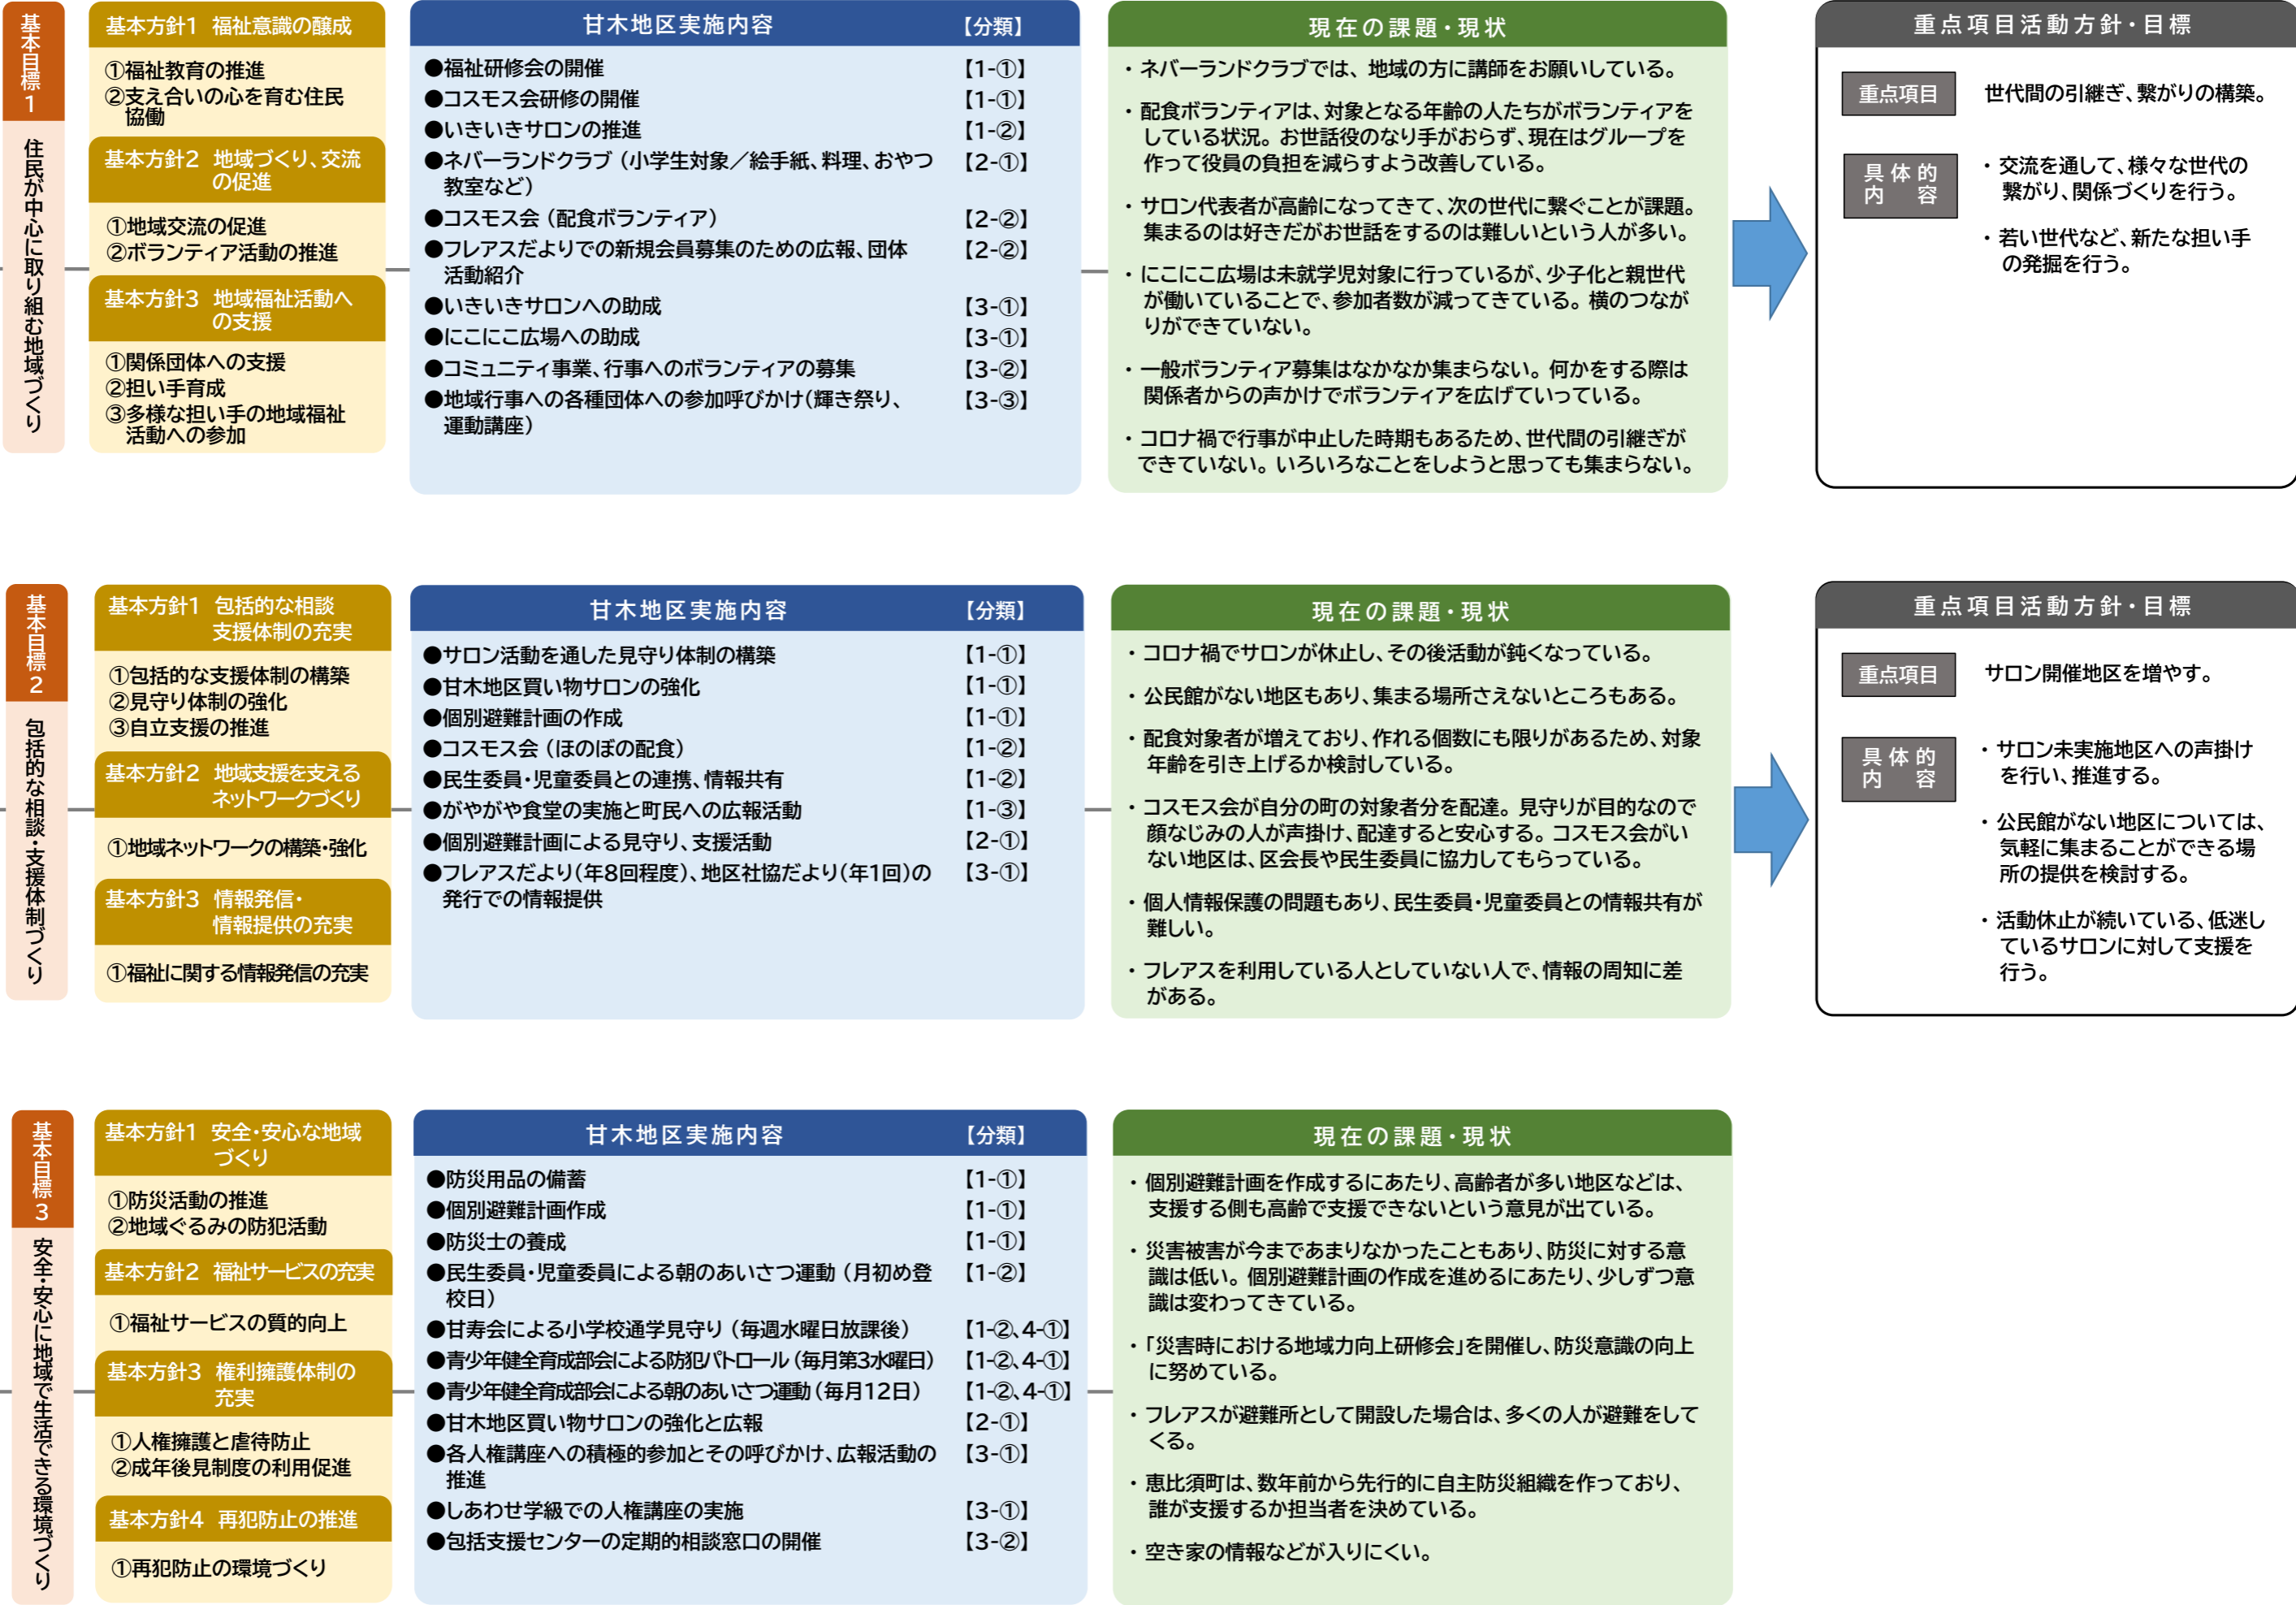 基本目標1
住民が中心に取り組む地域づくり
基本方針1 福祉意識の醸成
①福祉教育の推進
②支え合いの心を育む住民
協働
基本方針2 地域づくり、交流
の促進
①地域交流の促進
②ボランティア活動の推進
基本方針3 地域福祉活動へ
の支援
①関係団体への支援
②担い手育成
③多様な担い手の地域福祉
活動への参加
甘木地区実施内容 【分類】
●福祉研修会の開催 【1-①】
●コスモス会研修の開催 【1-①】
●いきいきサロンの推進 【1-②】
●ネバーランドクラブ（小学生対象／絵手紙、料理、おやつ 【2-①】
教室など）
●コスモス会（配食ボランティア） 【2-②】
●フレアスだよりでの新規会員募集のための広報、団体 【2-②】
活動紹介
●いきいきサロンへの助成 【3-①】
●にこにこ広場への助成 【3-①】
●コミュニティ事業、行事へのボランティアの募集 【3-②】
●地域行事への各種団体への参加呼びかけ（輝き祭り、 【3-③】
運動講座）
現在の課題・現状
・ネバーランドクラブでは、地域の方に講師をお願いしている。
・配食ボランティアは、対象となる年齢の人たちがボランティアを
している状況。お世話役のなり手がおらず、現在はグループを
作って役員の負担を減らすよう改善している。
・サロン代表者が高齢になってきて、次の世代に繋ぐことが課題。
集まるのは好きだがお世話をするのは難しいという人が多い。
・にこにこ広場は未就学児対象に行っているが、少子化と親世代
が働いていることで、参加者数が減ってきている。横のつなが
りができていない。
・一般ボランティア募集はなかなか集まらない。何かをする際は
関係者からの声かけでボランティアを広げていっている。
・コロナ禍で行事が中止した時期もあるため、世代間の引継ぎが
できていない。いろいろなことをしようと思っても集まらない。
重点項目活動方針・目標
重点項目 世代間の引継ぎ、繋がりの構築。
具体的
内容
・交流を通して、様々な世代の
繋がり、関係づくりを行う。
・若い世代など、新たな担い手
の発掘を行う。
基本目標2
包括的な相談・支援体制づくり
基本方針1 包括的な相談
支援体制の充実
①包括的な支援体制の構築
②見守り体制の強化
③自立支援の推進
基本方針2 地域支援を支える
ネットワークづくり
①地域ネットワークの構築・強化
基本方針3 情報発信・
情報提供の充実
①福祉に関する情報発信の充実
甘木地区実施内容 【分類】
●サロン活動を通した見守り体制の構築 【1-①】
●甘木地区買い物サロンの強化 【1-①】
●個別避難計画の作成 【1-①】
●コスモス会（ほのぼの配食） 【1-②】
●民生委員・児童委員との連携、情報共有 【1-②】
●がやがや食堂の実施と町民への広報活動 【1-③】
●個別避難計画による見守り、支援活動 【2-①】
●フレアスだより（年8回程度）、地区社協だより（年1回）の 【3-①】
発行での情報提供
現在の課題・現状
・コロナ禍でサロンが休止し、その後活動が鈍くなっている。
・公民館がない地区もあり、集まる場所さえないところもある。
・配食対象者が増えており、作れる個数にも限りがあるため、対象
年齢を引き上げるか検討している。
・コスモス会が自分の町の対象者分を配達。見守りが目的なので
顔なじみの人が声掛け、配達すると安心する。コスモス会がい
ない地区は、区会長や民生委員に協力してもらっている。
・個人情報保護の問題もあり、民生委員・児童委員との情報共有が
難しい。
・フレアスを利用している人としていない人で、情報の周知に差
がある。
重点項目活動方針・目標
重点項目 サロン開催地区を増やす。
具体的
内容
・サロン未実施地区への声掛け
を行い、推進する。
・公民館がない地区については、
気軽に集まることができる場
所の提供を検討する。
・活動休止が続いている、低迷し
ているサロンに対して支援を
行う。
基本目標3
安全・安心に地域で生活できる環境づくり
基本方針1 安全・安心な地域
づくり
①防災活動の推進
②地域ぐるみの防犯活動
基本方針2 福祉サービスの充実
①福祉サービスの質的向上
基本方針3 権利擁護体制の
充実
①人権擁護と虐待防止
②成年後見制度の利用促進
基本方針4 再犯防止の推進
①再犯防止の環境づくり
甘木地区実施内容 【分類】
●防災用品の備蓄 【1-①】
●個別避難計画作成 【1-①】
●防災士の養成 【1-①】
●民生委員・児童委員による朝のあいさつ運動（月初め登 【1-②】
校日）
●甘寿会による小学校通学見守り（毎週水曜日放課後） 【1-②、4-①】
●青少年健全育成部会による防犯パトロール（毎月第3水曜日） 【1-②、4-①】
●青少年健全育成部会による朝のあいさつ運動（毎月12日） 【1-②、4-①】
●甘木地区買い物サロンの強化と広報 【2-①】
●各人権講座への積極的参加とその呼びかけ、広報活動の 【3-①】
推進
●しあわせ学級での人権講座の実施 【3-①】
●包括支援センターの定期的相談窓口の開催 【3-②】
現在の課題・現状
・個別避難計画を作成するにあたり、高齢者が多い地区などは、
支援する側も高齢で支援できないという意見が出ている。
・災害被害が今まであまりなかったこともあり、防災に対する意
識は低い。個別避難計画の作成を進めるにあたり、少しずつ意
識は変わってきている。
・「災害時における地域力向上研修会」を開催し、防災意識の向上
に努めている。
・フレアスが避難所として開設した場合は、多くの人が避難をして
くる。
・恵比須町は、数年前から先行的に自主防災組織を作っており、
誰が支援するか担当者を決めている。
・空き家の情報などが入りにくい。